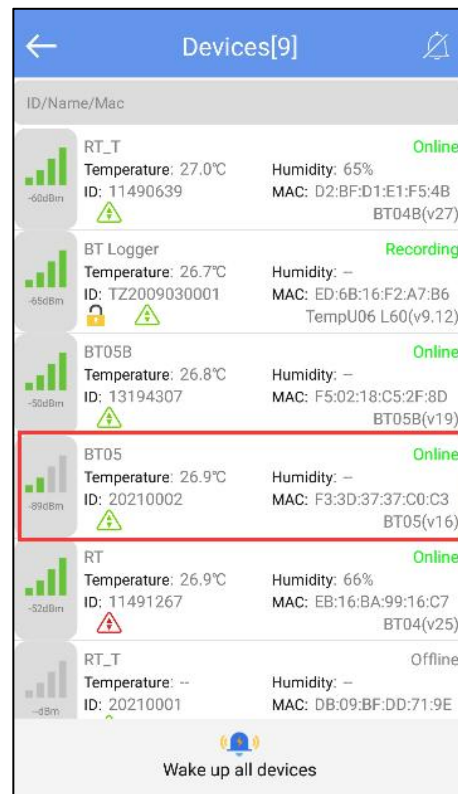 Devices[9]
ID/Name/Mac
RT_T Online
Temperature: 27.0℃ Humidity: 65%
-60dBm ID: 11490639 MAC: D2:BF:D1:E1:F5:4B
BT04B(v27)
BT Logger Recording
Temperature: 26.7℃ Humidity: --
-65dBm ID: TZ2009030001 MAC: ED:6B:16:F2:A7:B6
TempU06 L60(v9.12)
BT05B Online
Temperature: 26.8℃ Humidity: --
-50dBm ID: 13194307 MAC: F5:02:18:C5:2F:8D
BT05B(v19)
BT05 Online
Temperature: 26.9℃ Humidity: --
-89dBm ID: 20210002 MAC: F3:3D:37:37:C0:C3
BT05(v16)
RT Online
Temperature: 26.9℃ Humidity: 66%
-52dBm ID: 11491267 MAC: EB:16:BA:99:16:C7
BT04(v25)
RT_T Offline
Temperature: -- Humidity: --
--dBm ID: 20210001 MAC: DB:09:BF:DD:71:9E
Wake up all devices